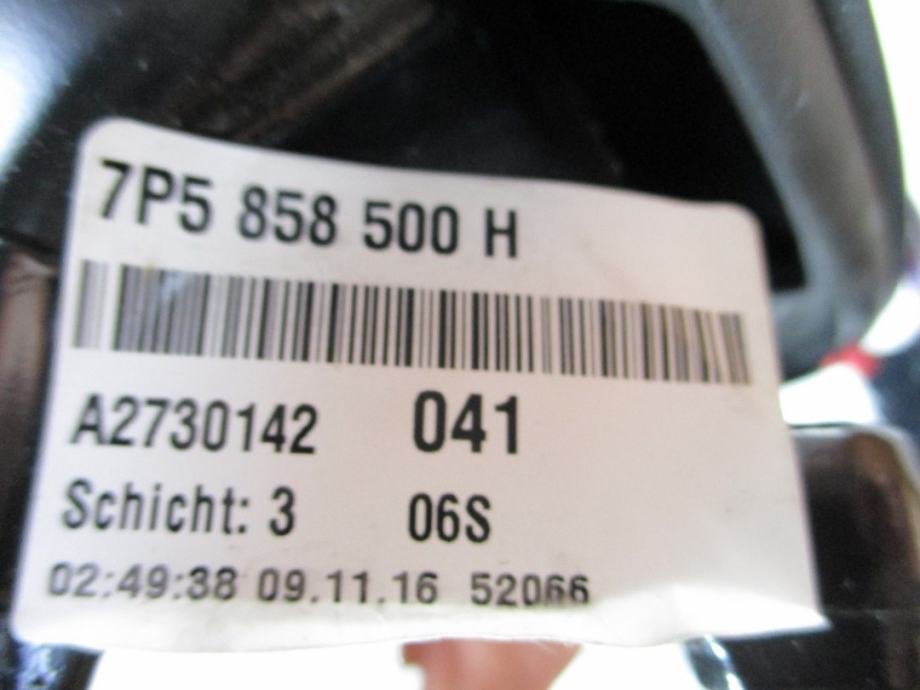 7P5 858 500 H
A2730142 041
Schicht: 3 06S
02:49:38 09.11.16 52066